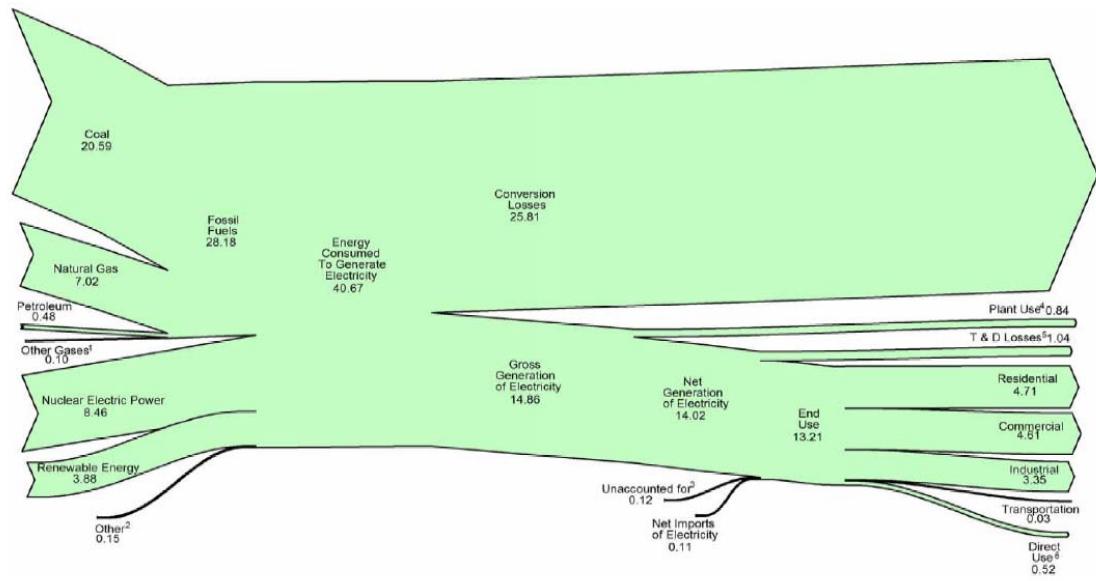 Coal
20.59
Fossil
Fuels
28.18
Natural Gas
7.02
Petroleum
0.48
Other Gases¹
0.10
Nuclear Electric Power
8.46
Renewable Energy
3.88
Other²
0.15
Energy
Consumed
To Generate
Electricity
40.67
Conversion
Losses
25.81
Gross
Generation
of Electricity
14.86
Net
Generation
of Electricity
14.02
Unaccounted for³
0.12
Net Imports
of Electricity
0.11
End
Use
13.21
Plant Use⁴0.84
T & D Losses⁵1.04
Residential
4.71
Commercial
4.61
Industrial
3.35
Transportation
0.03
Direct
Use⁶
0.52